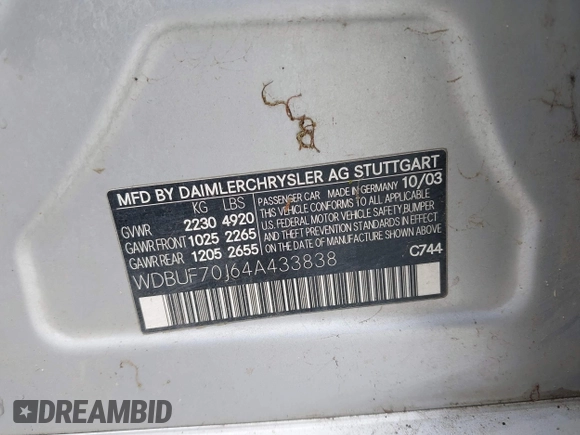 MFD BY DAIMLERCHRYSLER AG STUTTGART
KG LBS
GVWR 2230 4920
GAWR FRONT 1025 2265
GAWR REAR 1205 2655
PASSENGER CAR MADE IN GERMANY 10/03
THIS VEHICLE CONFORMS TO ALL APPLICABLE
U.S. FEDERAL MOTOR VEHICLE SAFETY,BUMPER
AND THEFT PREVENTION STANDARDS IN EFFECT
ON THE DATE OF MANUFACTURE SHOWN ABOVE.
WDBUF70J64A433838
C744
DREAMBID